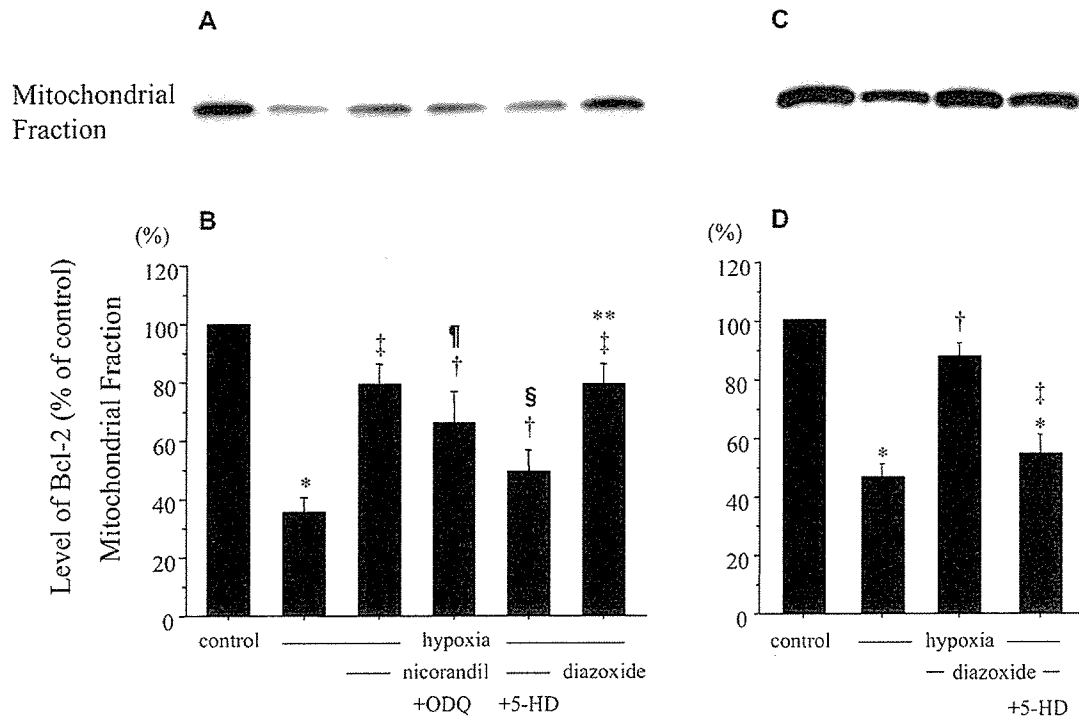 A
C
Mitochondrial
Fraction
B
D
(%)
(%)
Level of Bcl-2 (% of control)
Mitochondrial Fraction
120
100
80
60
40
20
0
*
‡
¶
†
§
†
**
‡
120
100
80
60
40
20
0
*
†
‡
*
control
hypoxia
nicorandil
diazoxide
+ODQ
+5-HD
control
hypoxia
diazoxide
+5-HD